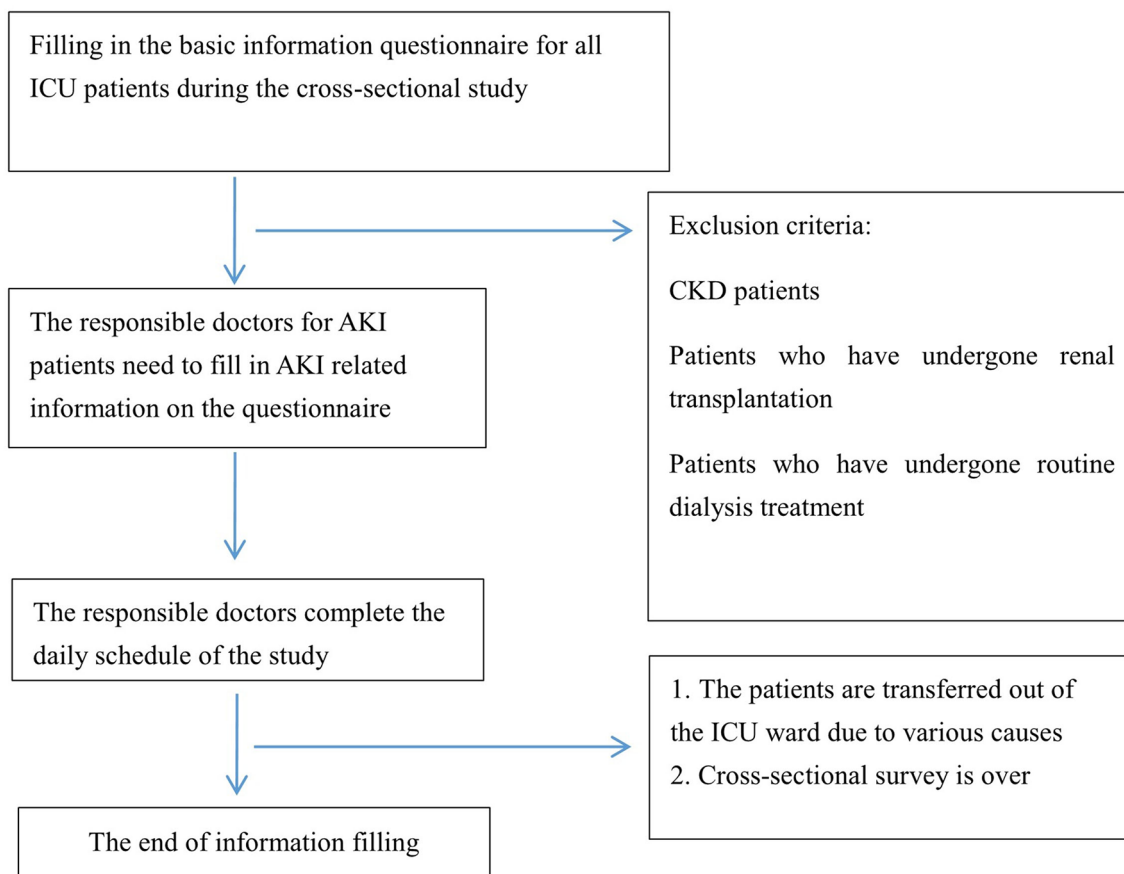 Filling in the basic information questionnaire for all
ICU patients during the cross-sectional study
Exclusion criteria:
CKD patients
Patients who have undergone renal
transplantation
Patients who have undergone routine
dialysis treatment
The responsible doctors for AKI
patients need to fill in AKI related
information on the questionnaire
The responsible doctors complete the
daily schedule of the study
1. The patients are transferred out of
the ICU ward due to various causes
2. Cross-sectional survey is over
The end of information filling